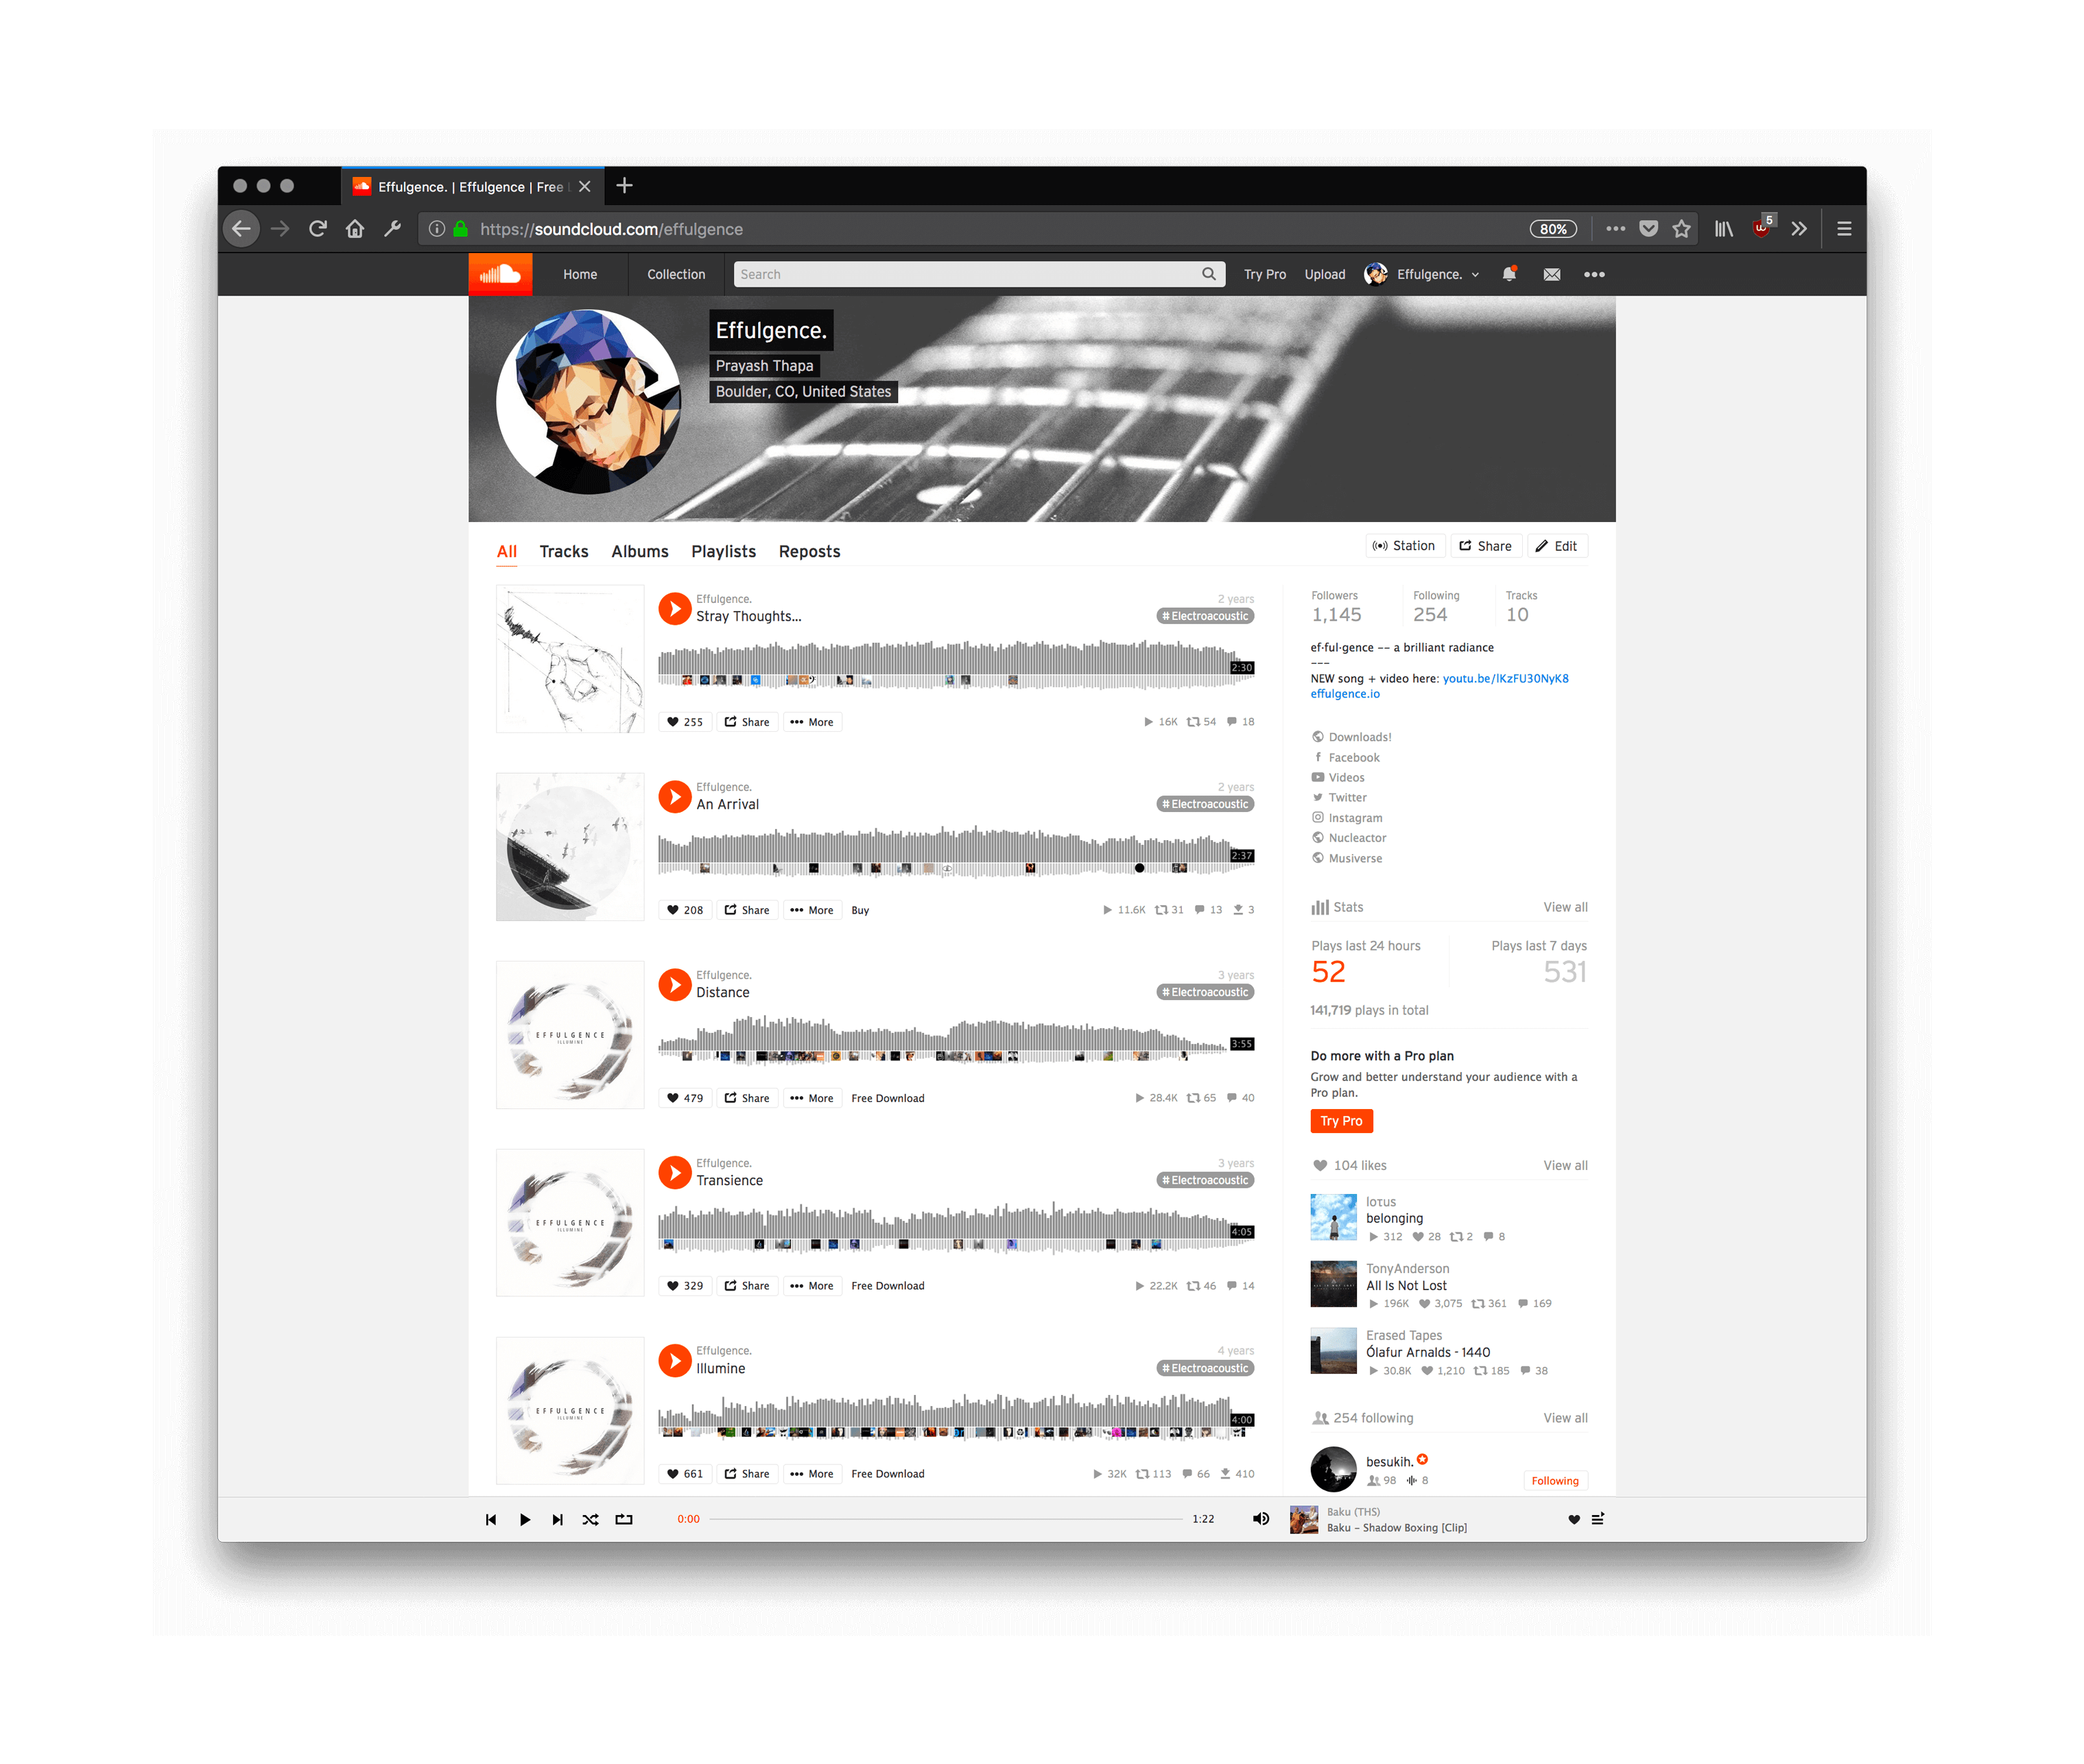 Effulgence. | Effulgence | Free
https://soundcloud.com/effulgence
80%
5
Home
Collection
Search
Try Pro
Upload
Effulgence.
Effulgence.
Prayash Thapa
Boulder, CO, United States
All
Tracks
Albums
Playlists
Reposts
Station
Share
Edit
Effulgence.
Stray Thoughts...
2 years
# Electroacoustic
2:30
255
Share
More
16K
54
18
Effulgence.
An Arrival
2 years
# Electroacoustic
2:37
208
Share
More
Buy
11.6K
31
13
3
EFFULGENCE
ILLUMINE
Effulgence.
Distance
3 years
# Electroacoustic
3:55
479
Share
More
Free Download
28.4K
65
40
EFFULGENCE
ILLUMINE
Effulgence.
Transience
3 years
# Electroacoustic
4:05
329
Share
More
Free Download
22.2K
46
14
EFFULGENCE
ILLUMINE
Effulgence.
Illumine
4 years
# Electroacoustic
4:00
661
Share
More
Free Download
32K
113
66
410
Followers
1,145
Following
254
Tracks
10
ef·ful·gence -- a brilliant radiance
---
NEW song + video here: youtu.be/lKzFU30NyK8
effulgence.io
Downloads!
Facebook
Videos
Twitter
Instagram
Nucleactor
Musiverse
Stats
View all
Plays last 24 hours
52
Plays last 7 days
531
141,719 plays in total
Do more with a Pro plan
Grow and better understand your audience with a
Pro plan.
Try Pro
104 likes
View all
lοτus
belonging
312
28
2
8
TonyAnderson
All Is Not Lost
196K
3,075
361
169
Erased Tapes
Ólafur Arnalds - 1440
30.8K
1,210
185
38
254 following
View all
besukih.
98
8
Following
0:00
1:22
Baku (THS)
Baku – Shadow Boxing [Clip]